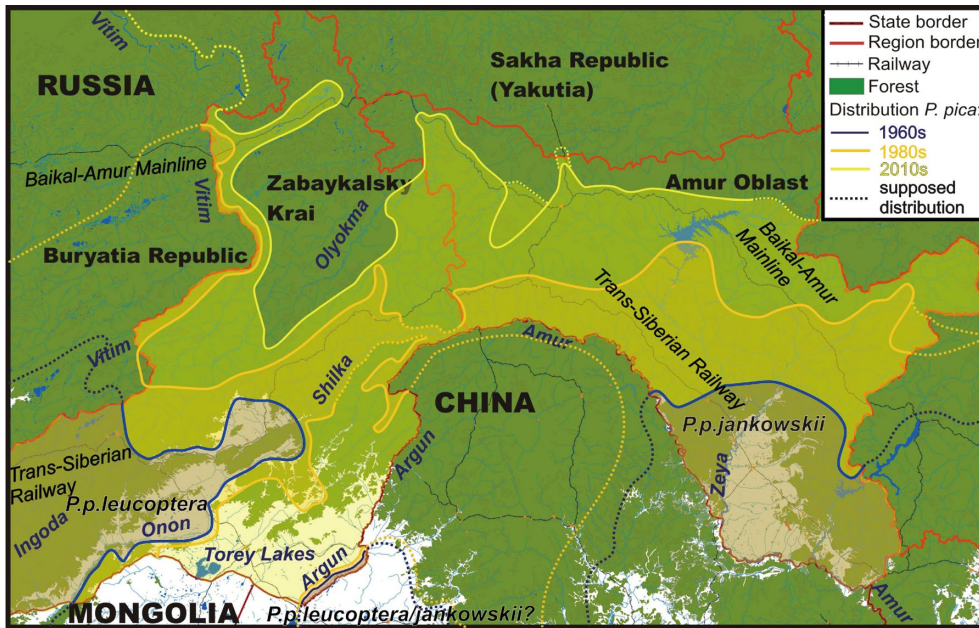 Vitim
RUSSIA
Sakha Republic
(Yakutia)
State border
Region border
Railway
Forest
Distribution P. pica:
1960s
1980s
2010s
supposed
distribution
Baikal-Amur Mainline
Vitim
Zabaykalsky
Krai
Olyokma
Amur Oblast
Buryatia Republic
Baikal-Amur
Mainline
Trans-Siberian Railway
Vitim
Shilka
Amur
CHINA
P.p.jankowskii
Argun
Zeya
Trans-Siberian
Railway
P.p.leucoptera
Ingoda
Onon
Torey Lakes
Argun
MONGOLIA
P.p.leucoptera/jankowskii?
Amur